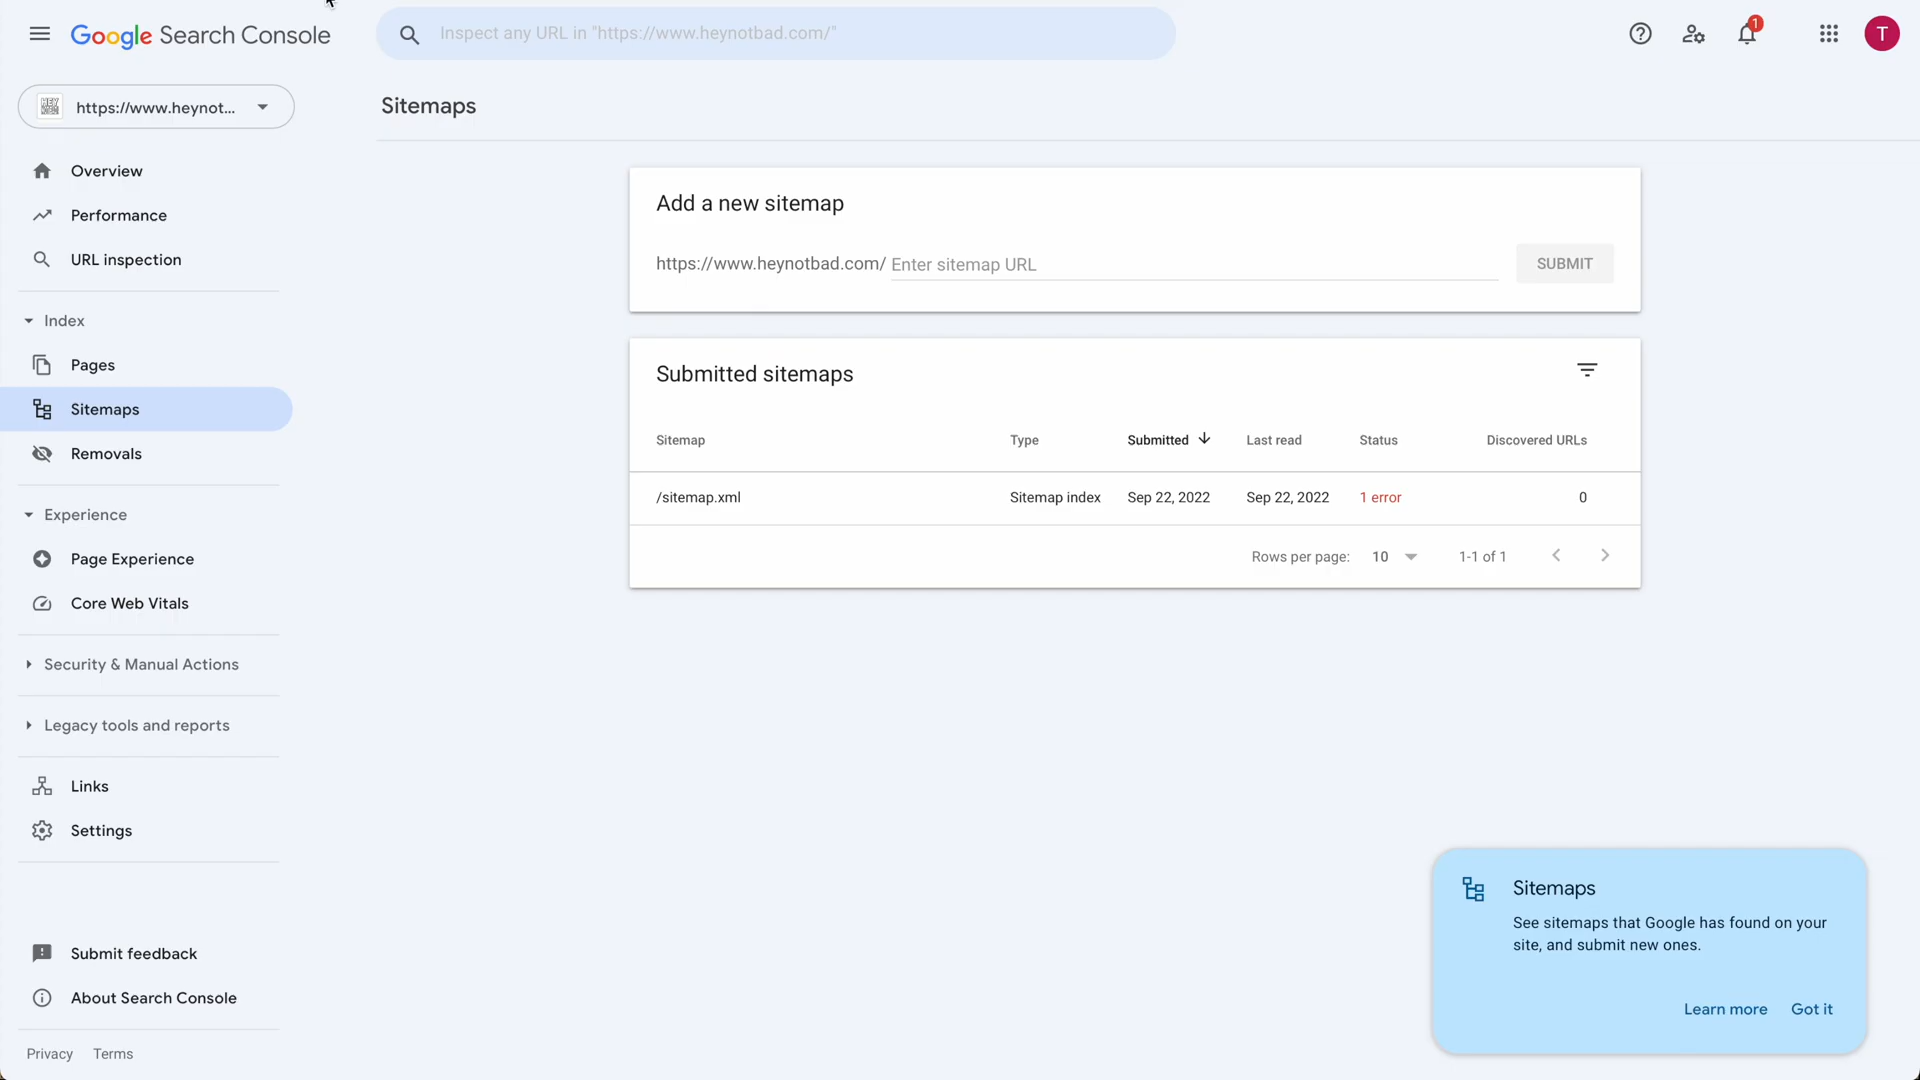 Google Search Console
Inspect any URL in "https://www.heynotbad.com/"
1
T
HEY
https://www.heynot...
Sitemaps
Overview
Performance
URL inspection
Index
Pages
Sitemaps
Removals
Experience
Page Experience
Core Web Vitals
Security & Manual Actions
Legacy tools and reports
Links
Settings
Submit feedback
About Search Console
Privacy Terms
Add a new sitemap
https://www.heynotbad.com/ Enter sitemap URL
SUBMIT
Submitted sitemaps
Sitemap Type Submitted Last read Status Discovered URLs
/sitemap.xml Sitemap index Sep 22, 2022 Sep 22, 2022 1 error 0
Rows per page: 10 1-1 of 1
Sitemaps
See sitemaps that Google has found on your
site, and submit new ones.
Learn more Got it